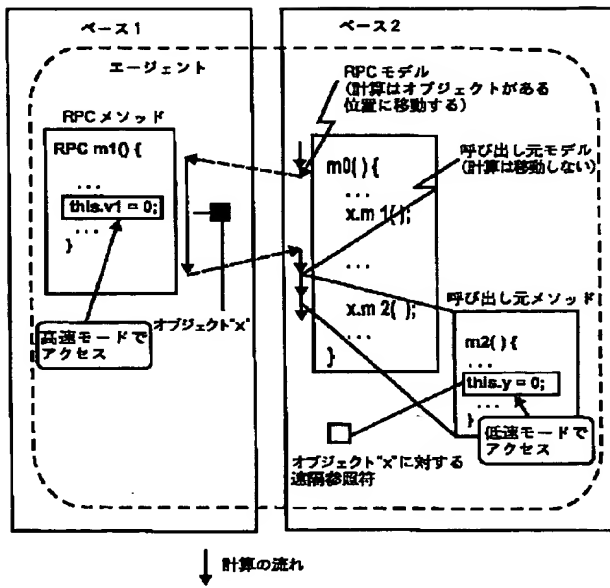 ベース1
ベース2
エージェント
RPCメソッド
RPC m1() {
...
this.v1 = 0;
...
}
高速モードで
アクセス
オブジェクト"x"
RPCモデル
(計算はオブジェクトがある
位置に移動する)
m0( ) {
...
x.m 1( );
...
x.m 2( );
...
}
呼び出し元モデル
(計算は移動しない)
呼び出し元メソッド
m2( ) {
...
this.y = 0;
...
}
低速モードで
アクセス
オブジェクト"x"に対する
遠隔参照符
計算の流れ